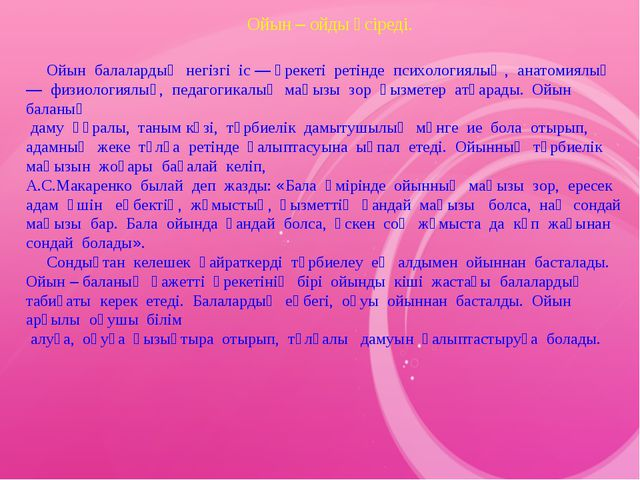 Ойын – ойды өсіреді.
Ойын балалардың негізгі іс — әрекеті ретінде психологиялық , анатомиялық
— физиологиялық, педагогикалық маңызы зор қызметер атқарады. Ойын
баланың
даму құралы, таным көзі, тәрбиелік дамытушылық мәнге ие бола отырып,
адамның жеке тұлға ретінде қалыптасуына ықпал етеді. Ойынның тәрбиелік
маңызын жоғары бағалай келіп,
А.С.Макаренко былай деп жазды: «Бала өмірінде ойынның маңызы зор, ересек
адам үшін еңбектің, жұмыстың, қызметтің қандай маңызы болса, нақ сондай
маңызы бар. Бала ойында қандай болса, өскен соң жұмыста да көп жағынан
сондай болады».
Сондықтан келешек қайраткерді тәрбиелеу ең алдымен ойыннан басталады.
Ойын – баланың қажетті әрекетінің бірі ойынды кіші жастағы балалардың
табиғаты керек етеді. Балалардың еңбегі, оқуы ойыннан басталды. Ойын
арқылы оқушы білім
алуға, оқуға қызықтыра отырып, тұлғалы дамуын қалыптастыруға болады.